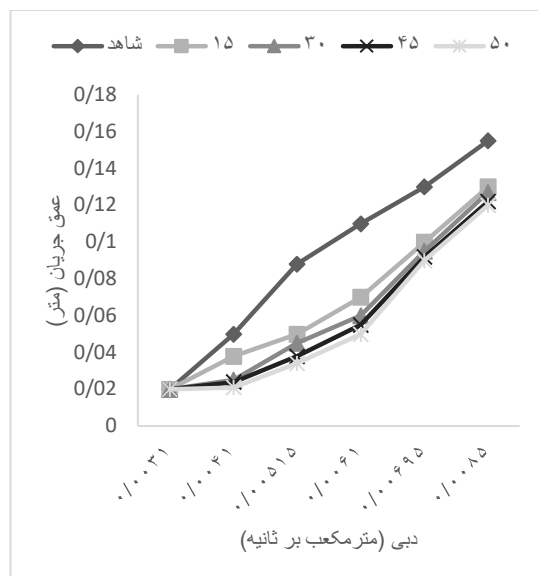 شاهد ۱۵ ۳۰ ۴۵ ۵۰
0/18
0/16
0/14
0/12
0/1
0/08
0/06
0/04
0/02
0
عمق جریان (متر)
۰/۰۰۳۱ ۰/۰۰۴۱ ۰/۰۰۵۱۵ ۰/۰۰۶۱ ۰/۰۰۶۹۵ ۰/۰۰۸۵
دبی (مترمکعب بر ثانیه)